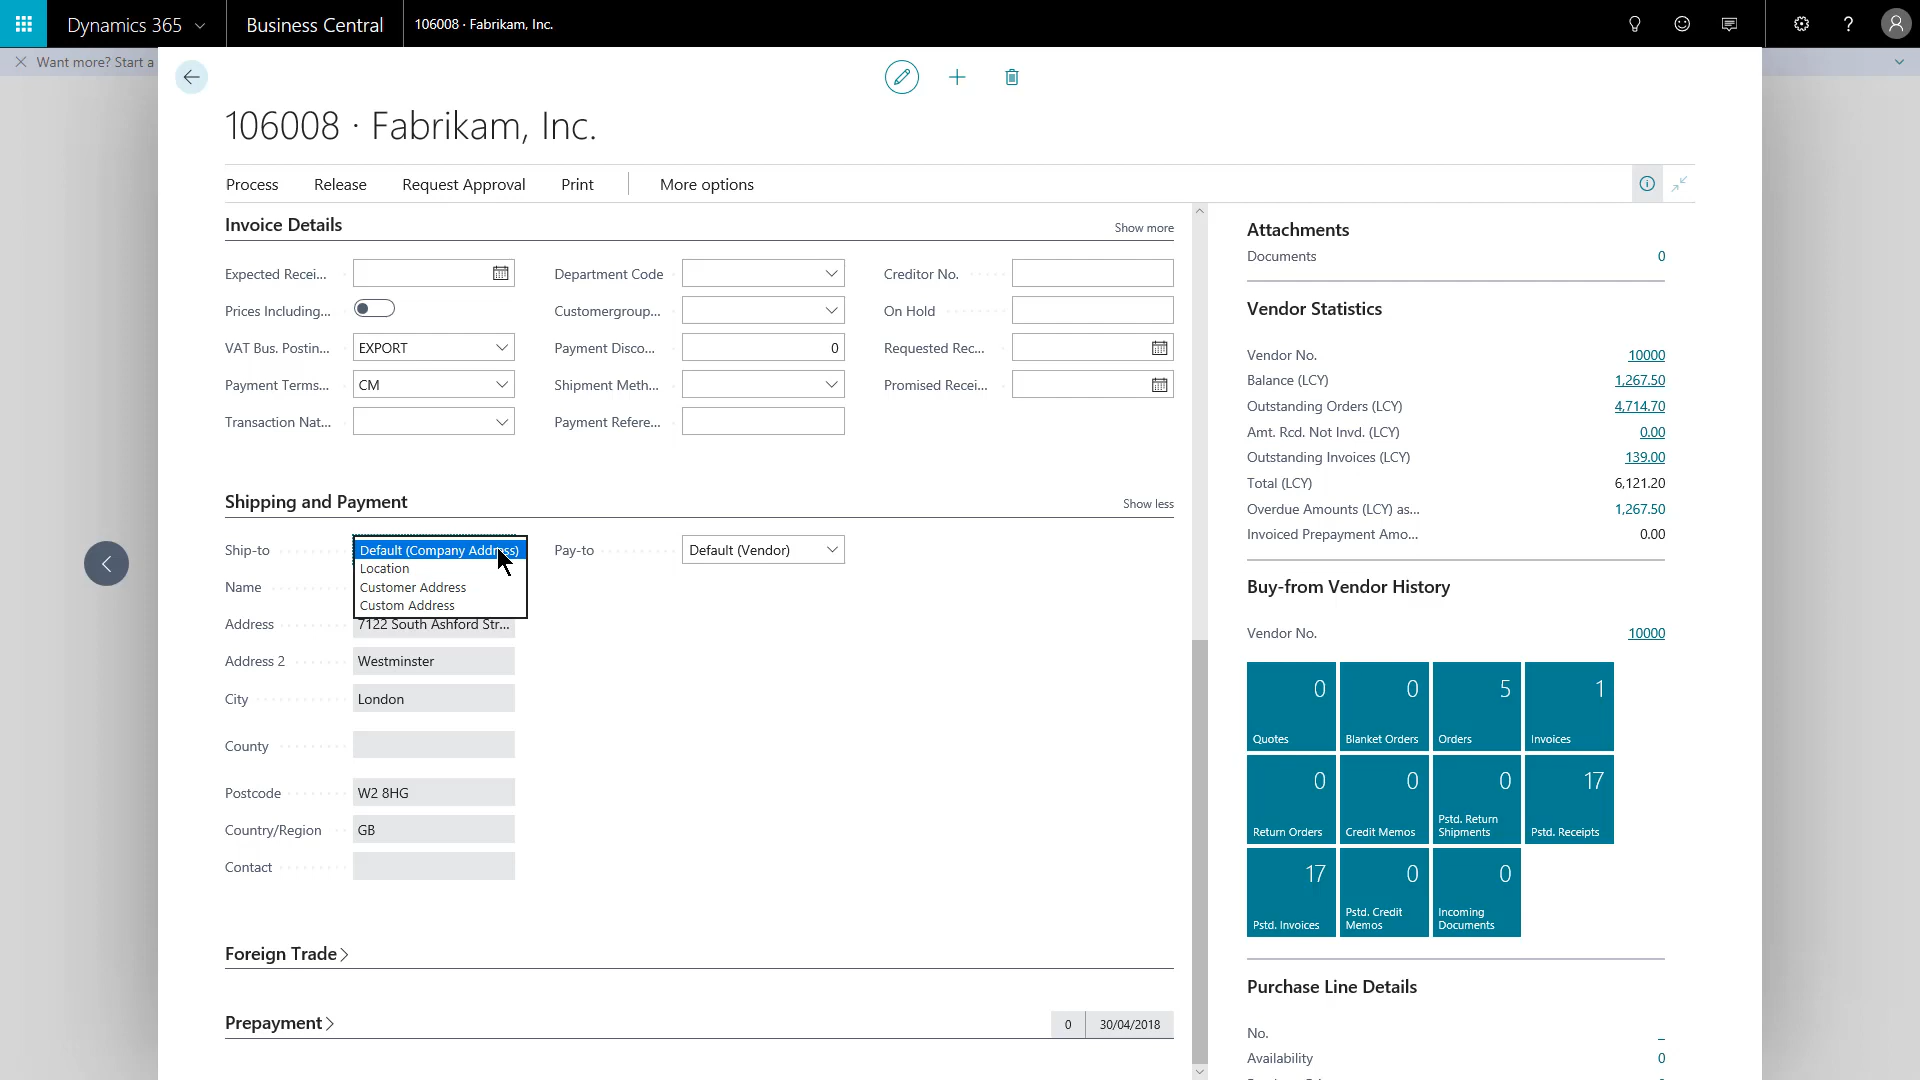 Dynamics 365
Business Central
106008 · Fabrikam, Inc.
Want more? Start a
106008 · Fabrikam, Inc.
Process
Release
Request Approval
Print
More options
Invoice Details
Show more
Expected Recei...
Prices Including...
VAT Bus. Postin...
EXPORT
Payment Terms...
CM
Transaction Nat...
Department Code
Customergroup...
Payment Disco...
0
Shipment Meth...
Payment Refere...
Creditor No.
On Hold
Requested Rec...
Promised Recei...
Shipping and Payment
Show less
Ship-to
Default (Company Address)
Location
Customer Address
Custom Address
Pay-to
Default (Vendor)
Name
Address
7122 South Ashford Str...
Address 2
Westminster
City
London
County
Postcode
W2 8HG
Country/Region
GB
Contact
Foreign Trade
Prepayment
0
30/04/2018
Attachments
Documents
0
Vendor Statistics
Vendor No.
10000
Balance (LCY)
1,267.50
Outstanding Orders (LCY)
4,714.70
Amt. Rcd. Not Invd. (LCY)
0.00
Outstanding Invoices (LCY)
139.00
Total (LCY)
6,121.20
Overdue Amounts (LCY) as...
1,267.50
Invoiced Prepayment Amo...
0.00
Buy-from Vendor History
Vendor No.
10000
0
Quotes
0
Blanket Orders
5
Orders
1
Invoices
0
Return Orders
0
Credit Memos
0
Pstd. Return
Shipments
17
Pstd. Receipts
17
Pstd. Invoices
0
Pstd. Credit
Memos
0
Incoming
Documents
Purchase Line Details
No.
_
Availability
0